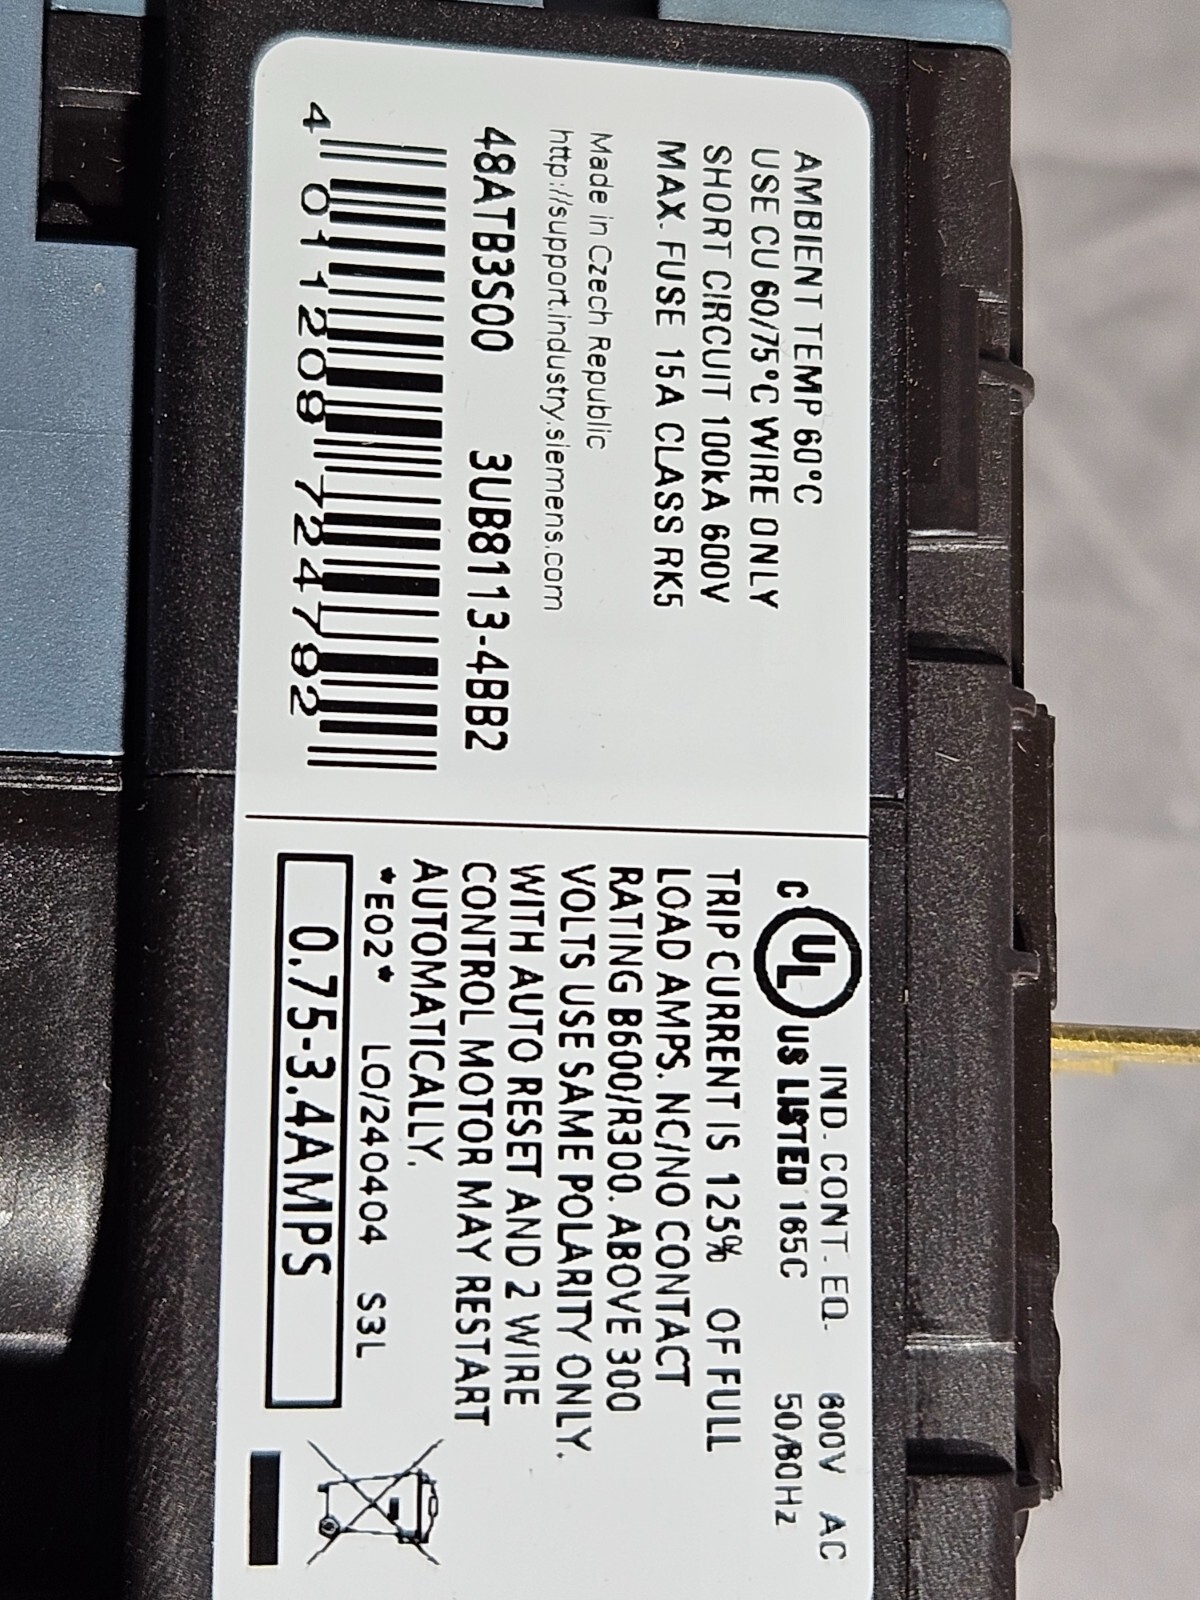 AMBIENT TEMP 60°C
USE CU 60/75°C WIRE ONLY
SHORT CIRCUIT 100kA 600V
MAX. FUSE 15A CLASS RK5
Made in Czech Republic
http://support.industry.siemens.com
48ATB3S00 3UB8113-4BB2
4 011209 724792
IND. CONT. EQ. 600V AC
C UL US LISTED 165C 50/60Hz
TRIP CURRENT IS 125% OF FULL
LOAD AMPS. NC/NO CONTACT
RATING B600/R300. ABOVE 300
VOLTS USE SAME POLARITY ONLY.
WITH AUTO RESET AND 2 WIRE
CONTROL MOTOR MAY RESTART
AUTOMATICALLY.
*E02* LO/240404 S3L
0.75-3.4AMPS